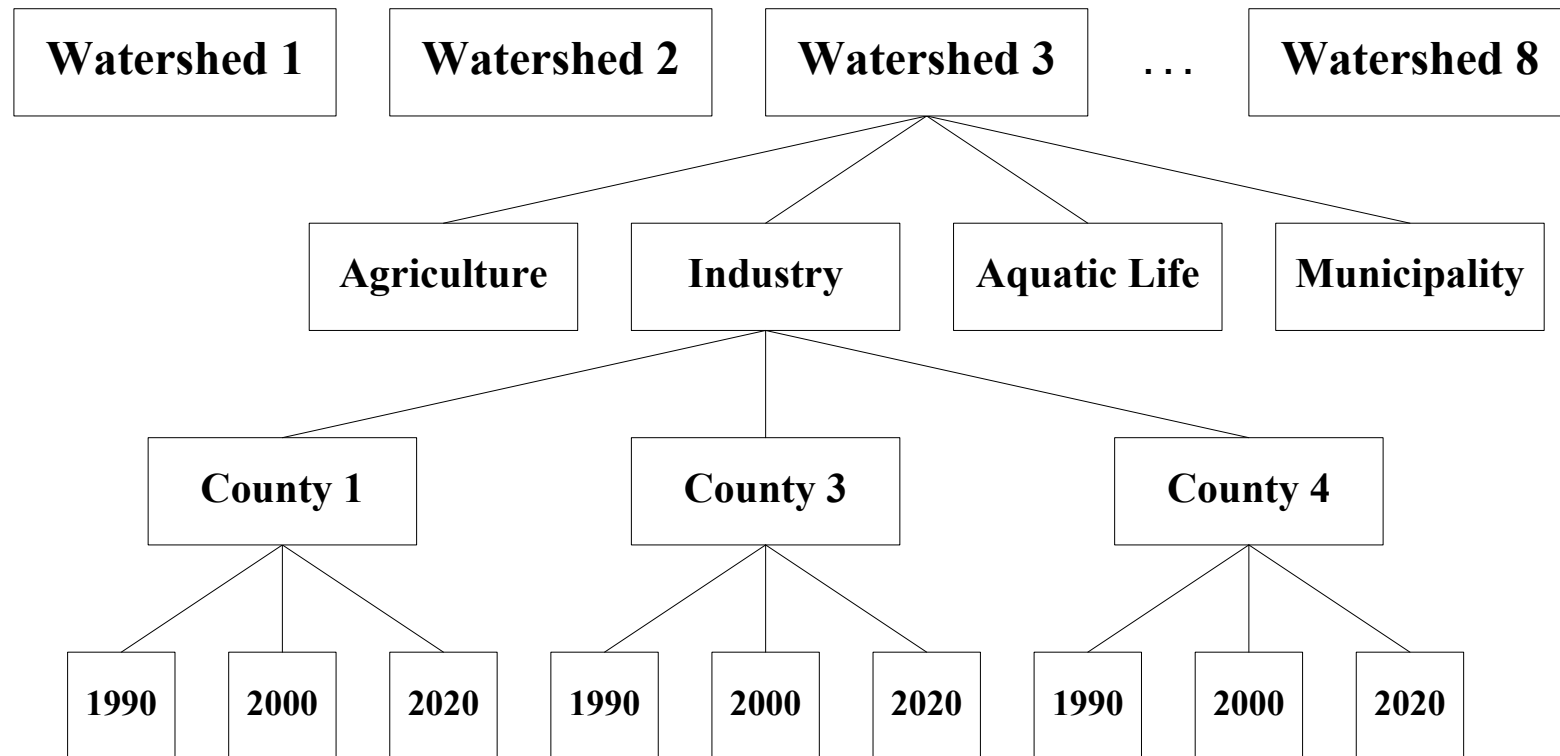 Watershed 1 Watershed 2 Watershed 3 . . . Watershed 8
Agriculture Industry Aquatic Life Municipality
County 1 County 3 County 4
1990 2000 2020 1990 2000 2020 1990 2000 2020